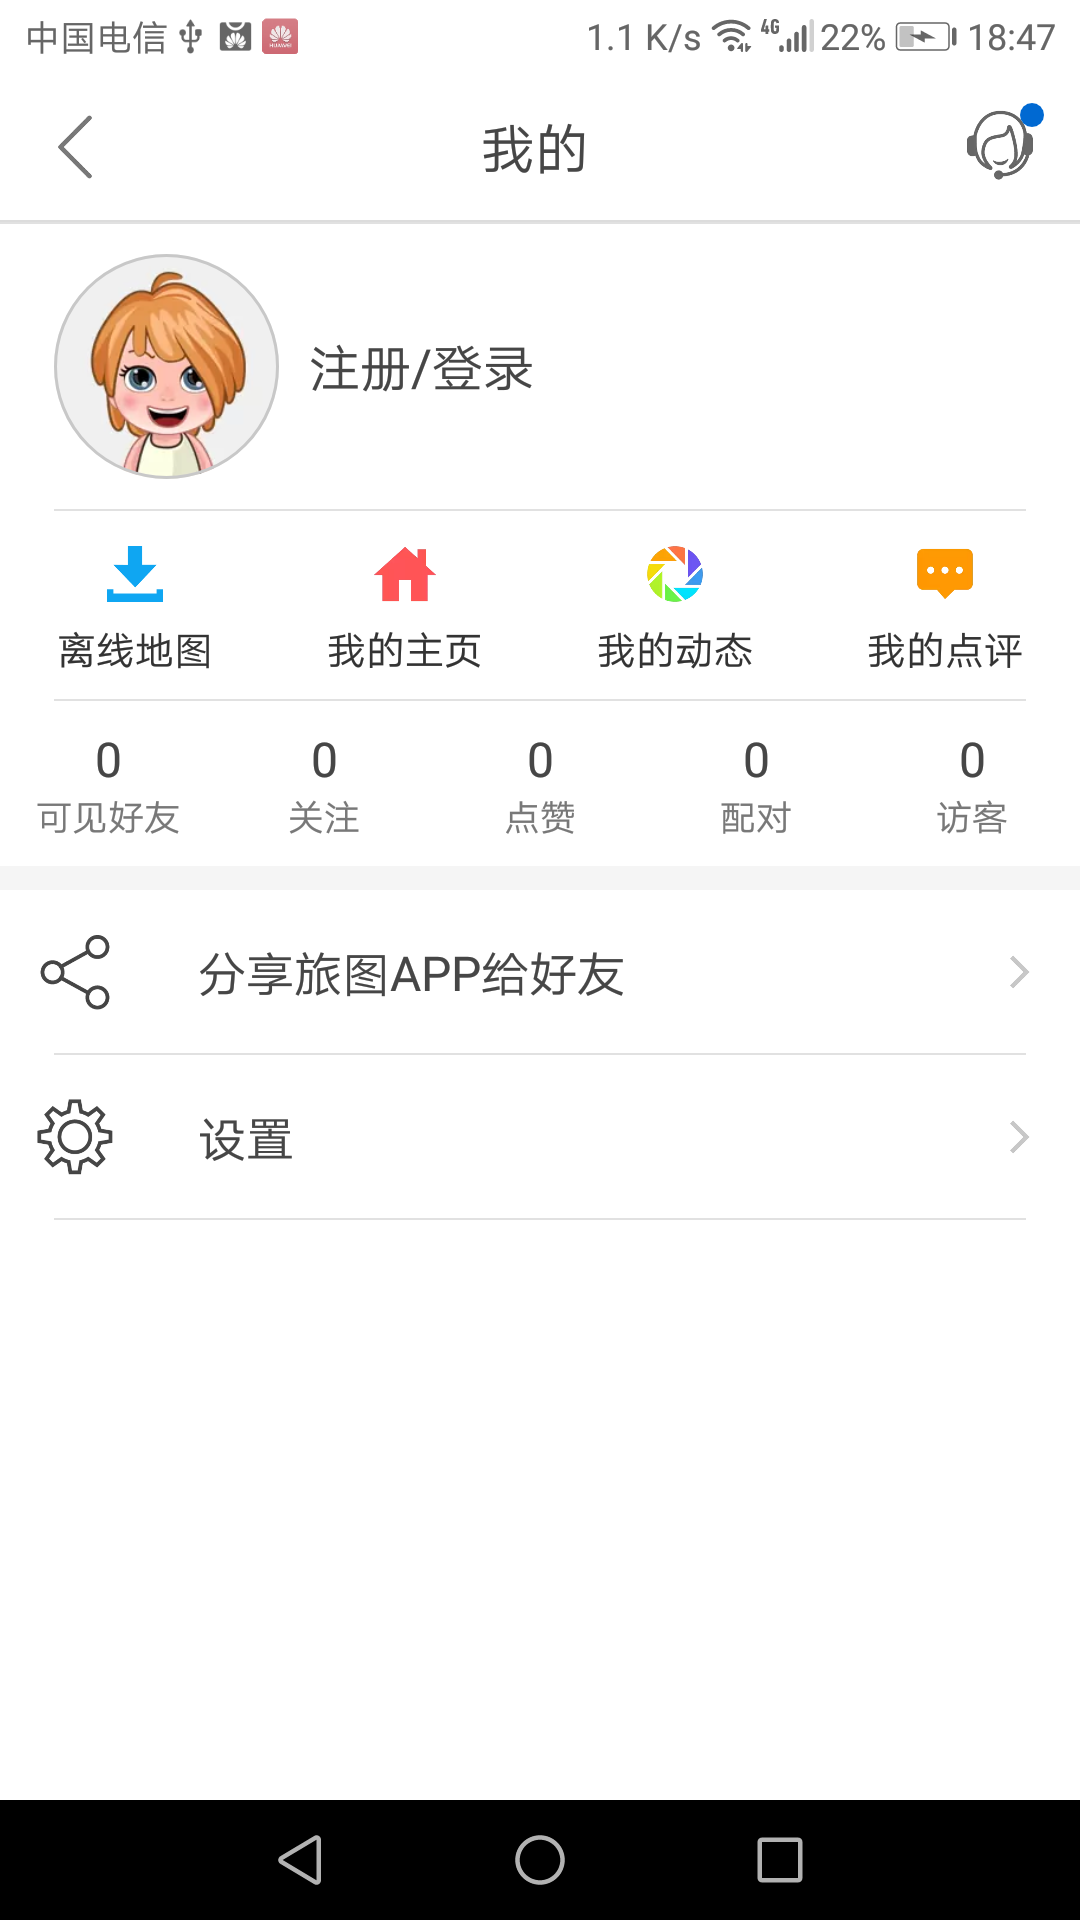 中国电信 1.1 K/s 4G 22% 18:47
HUAWEI
我的
注册/登录
离线地图 我的主页 我的动态 我的点评
0 0 0 0 0
可见好友 关注 点赞 配对 访客
分享旅图APP给好友
设置